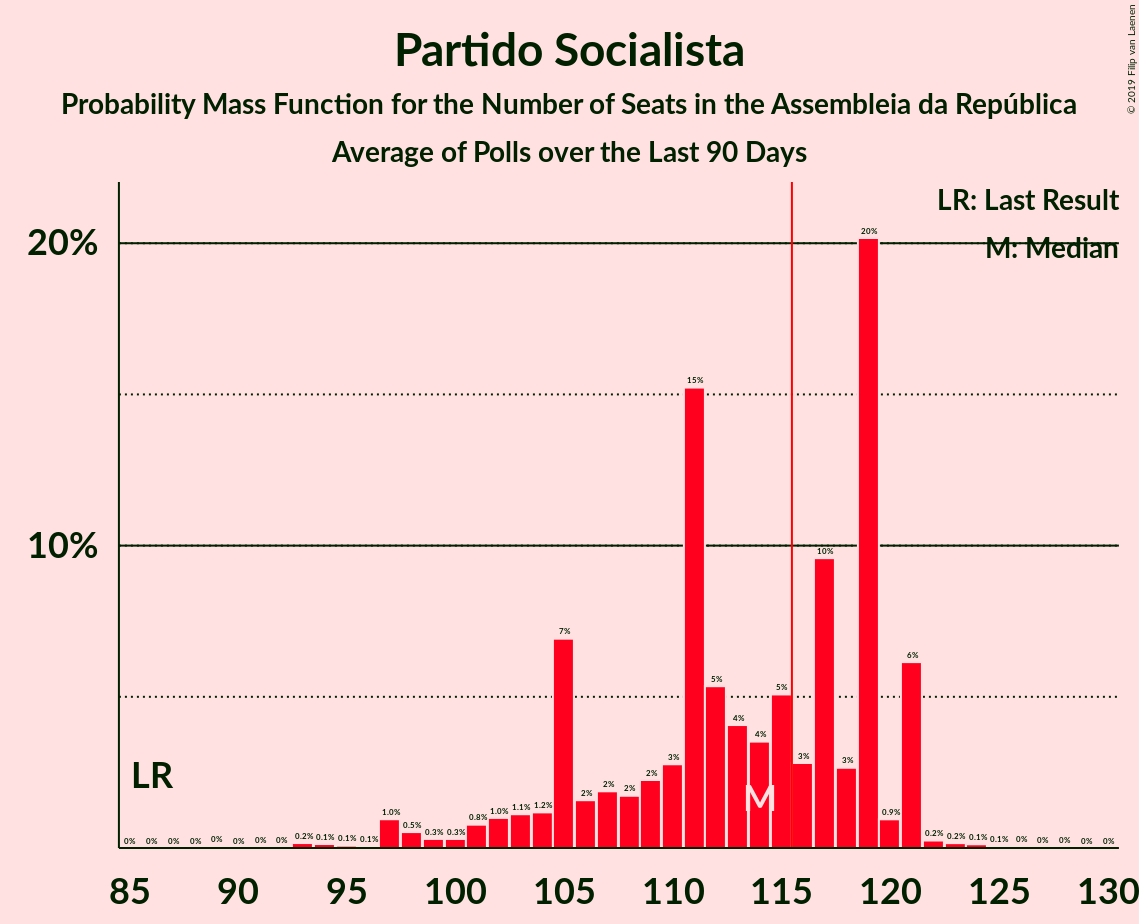 Partido Socialista
Probability Mass Function for the Number of Seats in the Assembleia da República
Average of Polls over the Last 90 Days
© 2019 Filip van Laenen
LR: Last Result
M: Median
20%
10%
20%
15%
10%
7%
6%
5%
5%
4%
4%
3%
3%
3%
2%
2%
2%
2%
LR
M
0% 0% 0% 0% 0% 0% 0% 0% 0.2% 0.1% 0.1% 0.1% 1.0% 0.5% 0.3% 0.3% 0.8% 1.0% 1.1% 1.2% 0.9% 0.2% 0.2% 0.1% 0.1% 0% 0% 0% 0% 0%
85 90 95 100 105 110 115 120 125 130